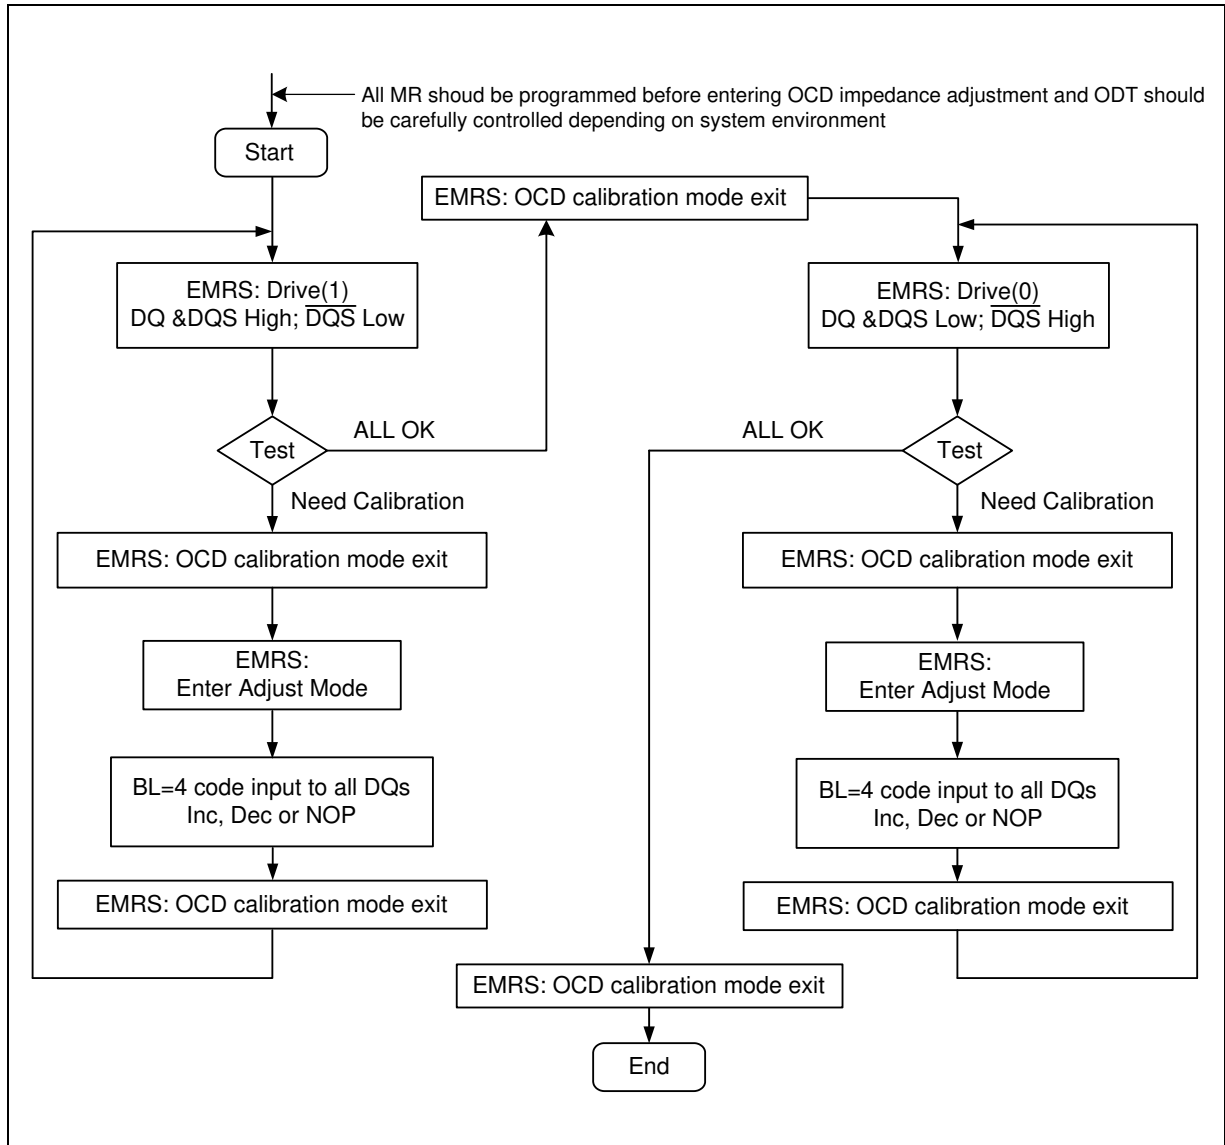 All MR shoud be programmed before entering OCD impedance adjustment and ODT should
be carefully controlled depending on system environment
Start
EMRS: OCD calibration mode exit
EMRS: Drive(1)
DQ &DQS High; D̅Q̅S̅ Low
Test
ALL OK
Need Calibration
EMRS: OCD calibration mode exit
EMRS:
Enter Adjust Mode
BL=4 code input to all DQs
Inc, Dec or NOP
EMRS: OCD calibration mode exit
EMRS: Drive(0)
DQ &DQS Low; D̅Q̅S̅ High
Test
ALL OK
Need Calibration
EMRS: OCD calibration mode exit
EMRS:
Enter Adjust Mode
BL=4 code input to all DQs
Inc, Dec or NOP
EMRS: OCD calibration mode exit
EMRS: OCD calibration mode exit
End